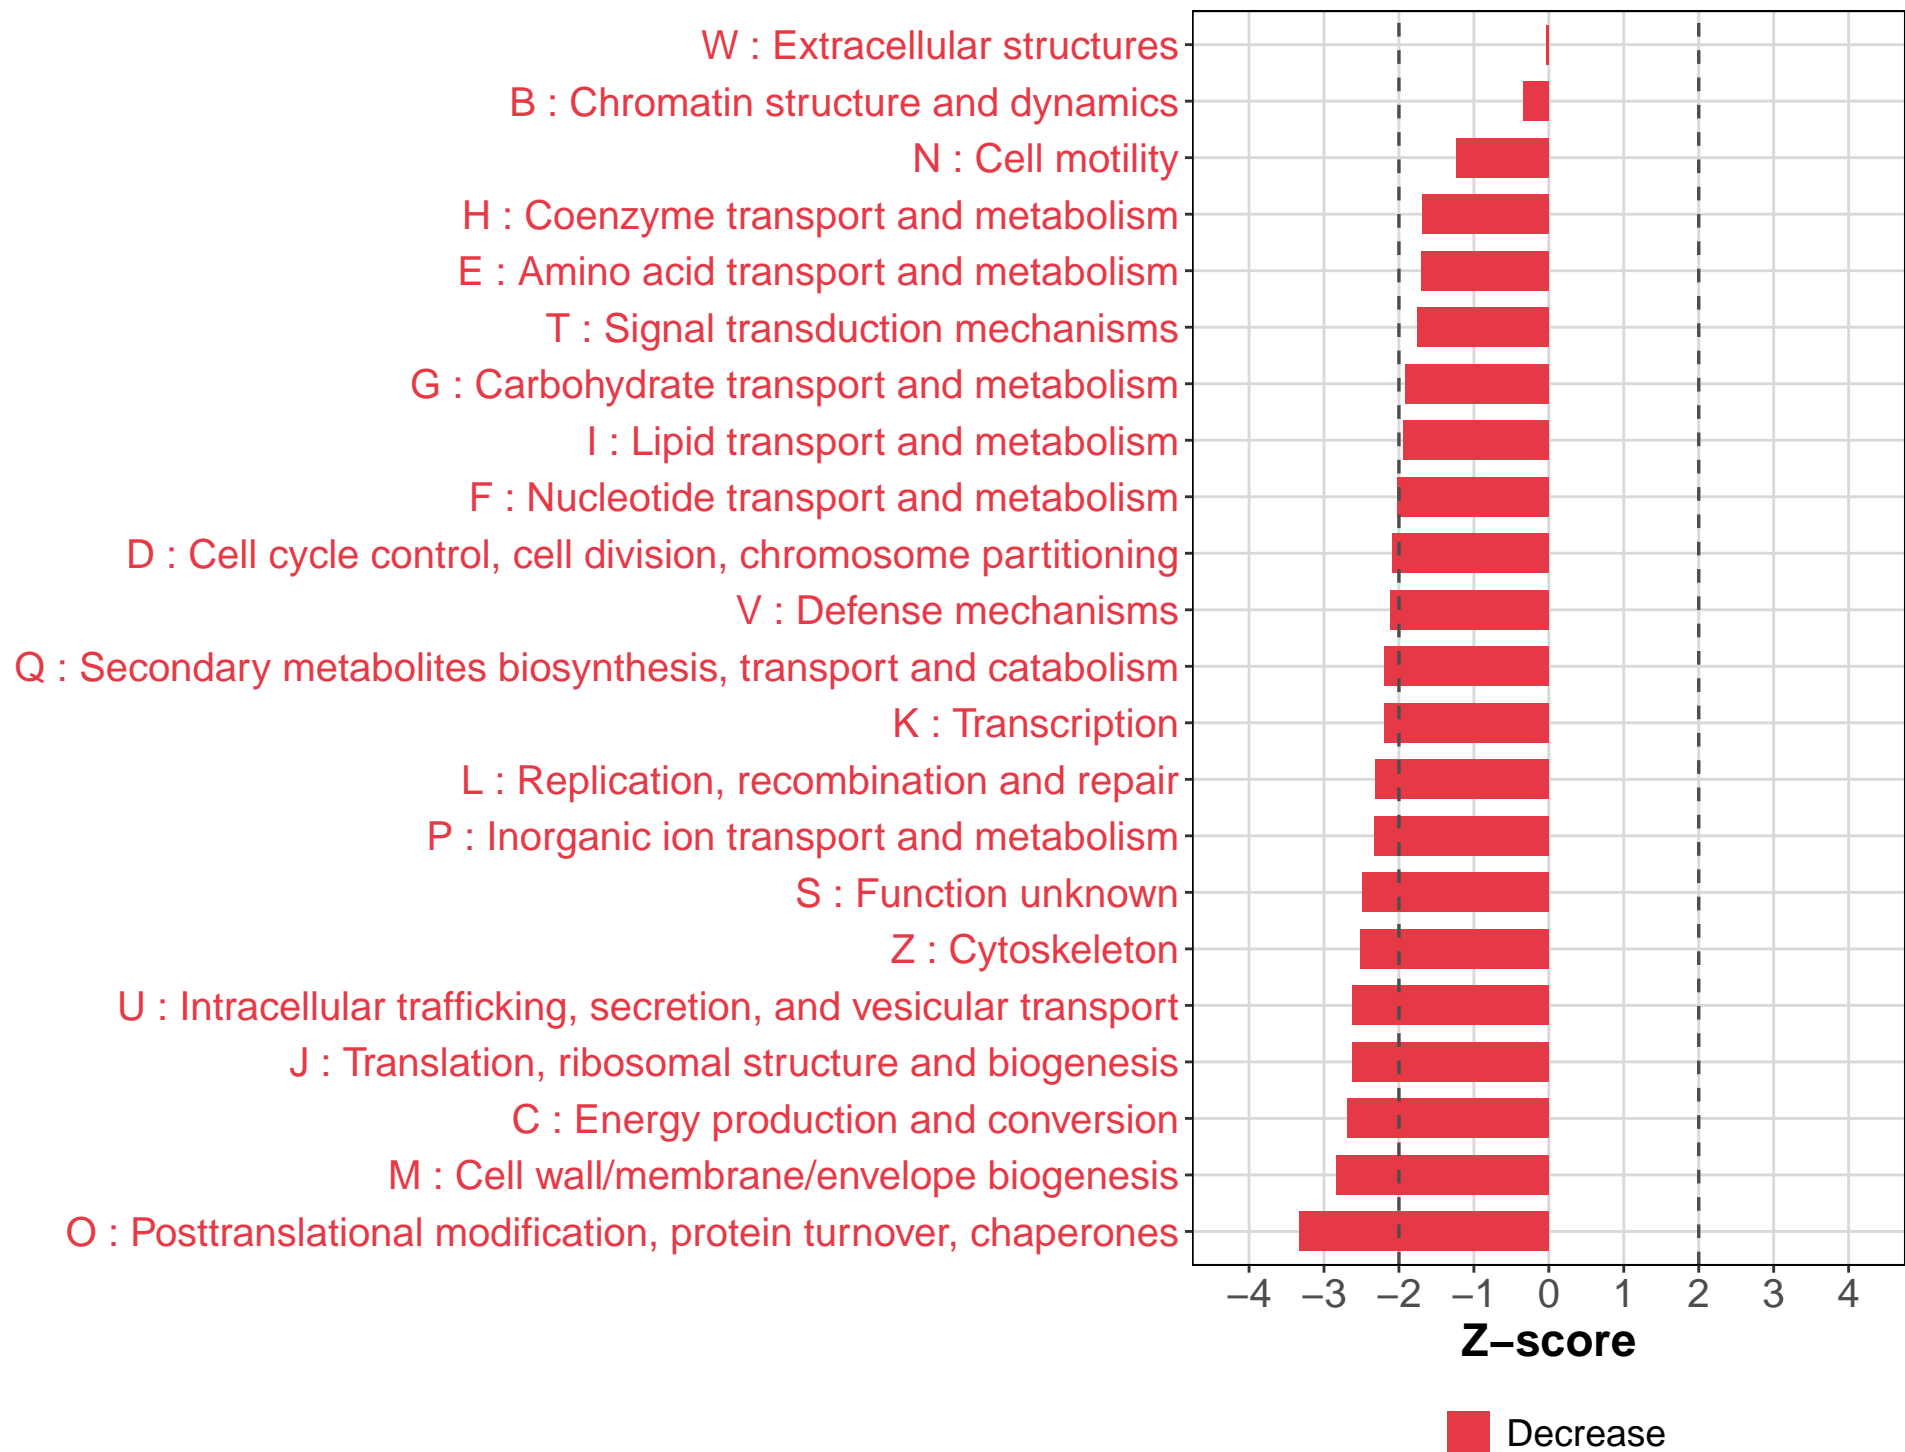 W : Extracellular structures
B : Chromatin structure and dynamics
N : Cell motility
H : Coenzyme transport and metabolism
E : Amino acid transport and metabolism
T : Signal transduction mechanisms
G : Carbohydrate transport and metabolism
I : Lipid transport and metabolism
F : Nucleotide transport and metabolism
D : Cell cycle control, cell division, chromosome partitioning
V : Defense mechanisms
Q : Secondary metabolites biosynthesis, transport and catabolism
K : Transcription
L : Replication, recombination and repair
P : Inorganic ion transport and metabolism
S : Function unknown
Z : Cytoskeleton
U : Intracellular trafficking, secretion, and vesicular transport
J : Translation, ribosomal structure and biogenesis
C : Energy production and conversion
M : Cell wall/membrane/envelope biogenesis
O : Posttranslational modification, protein turnover, chaperones
−4 −3 −2 −1 0 1 2 3 4
Z−score
Decrease